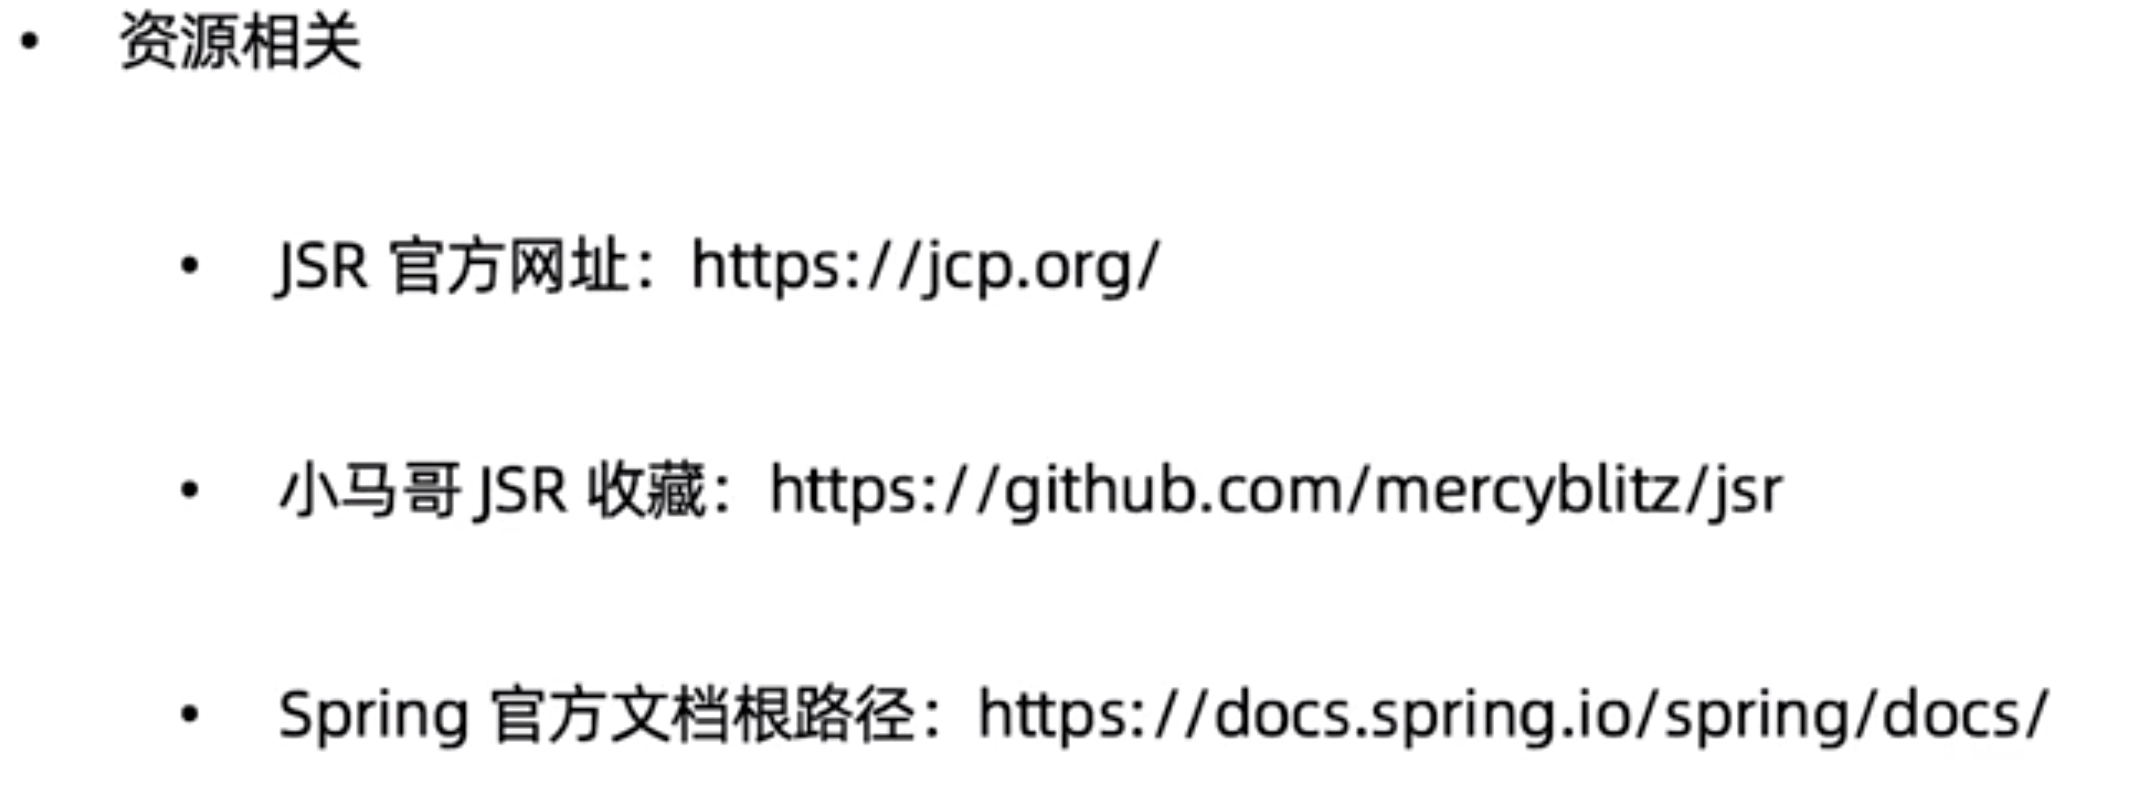 • 资源相关
• JSR 官方网址：https://jcp.org/
• 小马哥 JSR 收藏：https://github.com/mercyblitz/jsr
• Spring 官方文档根路径：https://docs.spring.io/spring/docs/